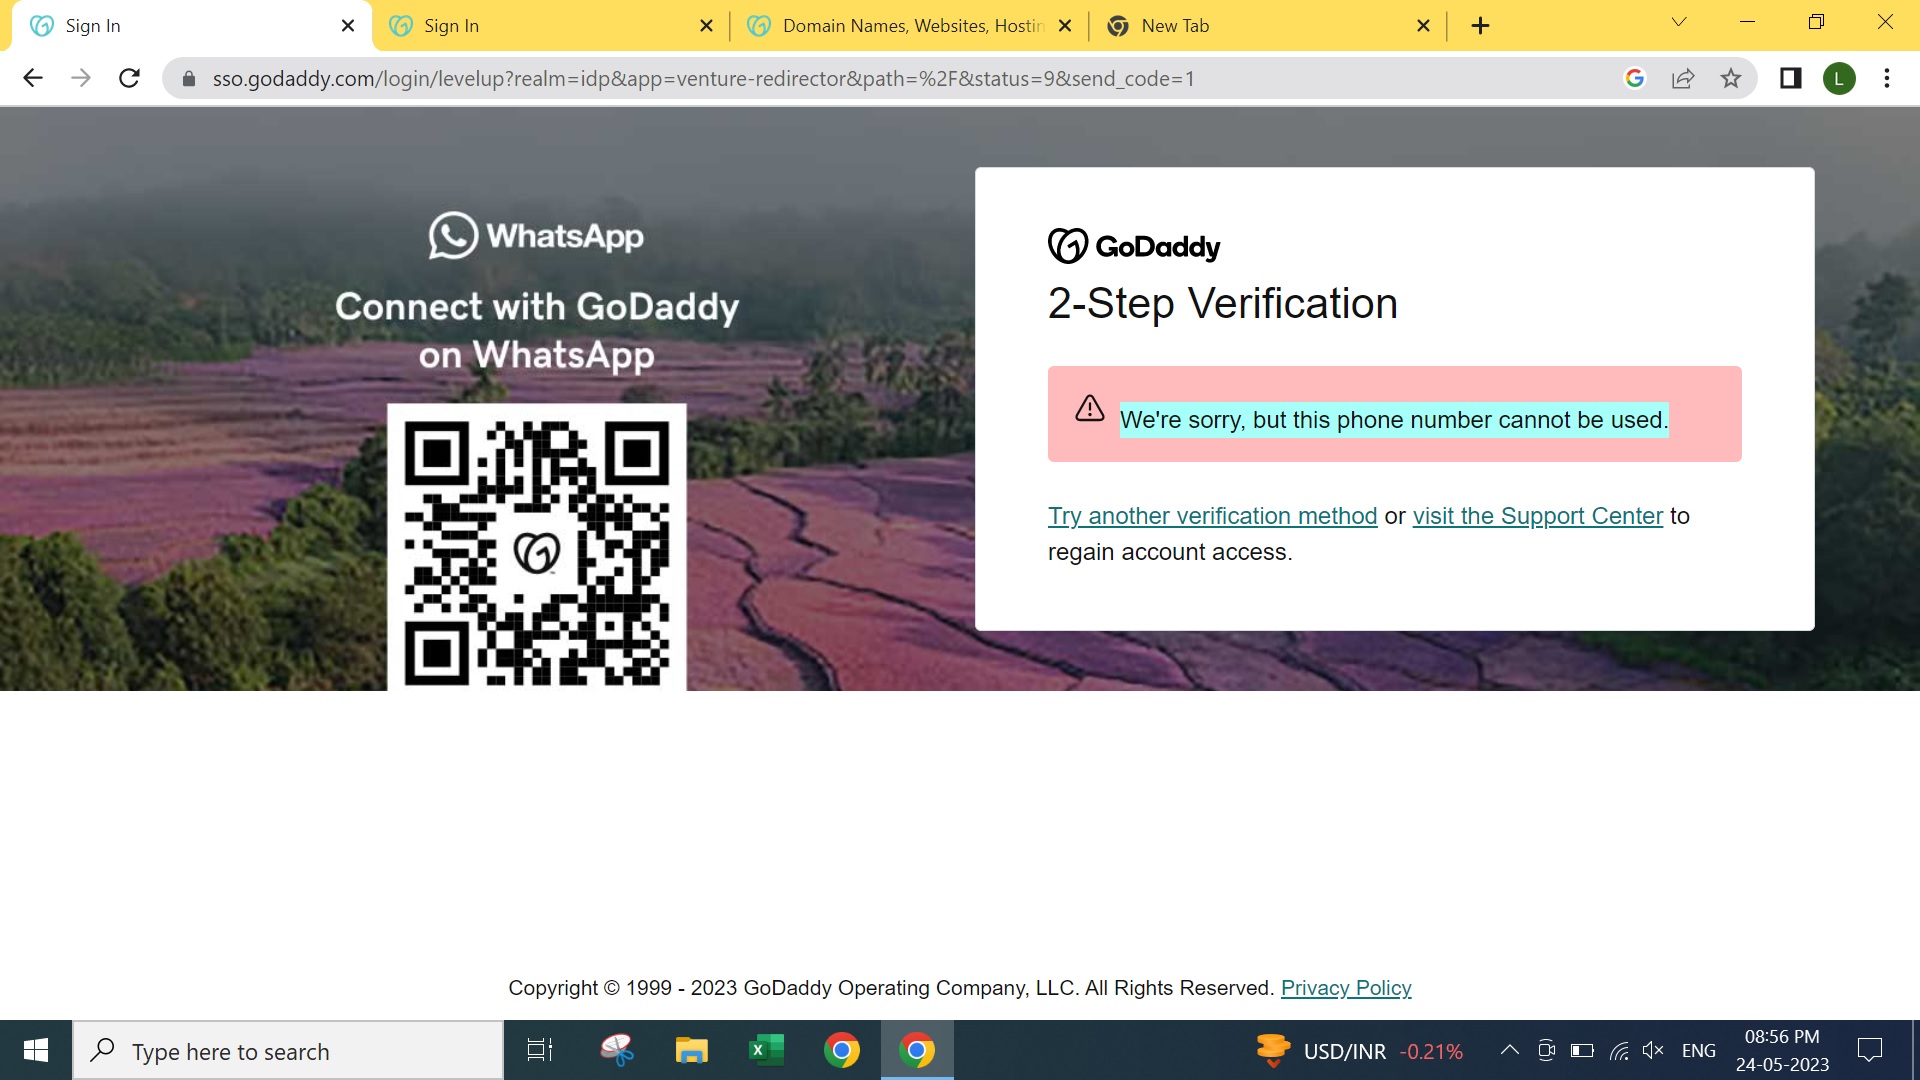 Sign In
Sign In
Domain Names, Websites, Hostin
New Tab
sso.godaddy.com/login/levelup?realm=idp&app=venture-redirector&path=%2F&status=9&send_code=1
L
WhatsApp
Connect with GoDaddy
on WhatsApp
GoDaddy
2-Step Verification
We're sorry, but this phone number cannot be used.
Try another verification method or visit the Support Center to
regain account access.
Copyright © 1999 - 2023 GoDaddy Operating Company, LLC. All Rights Reserved. Privacy Policy
Type here to search
USD/INR -0.21%
ENG
08:56 PM
24-05-2023